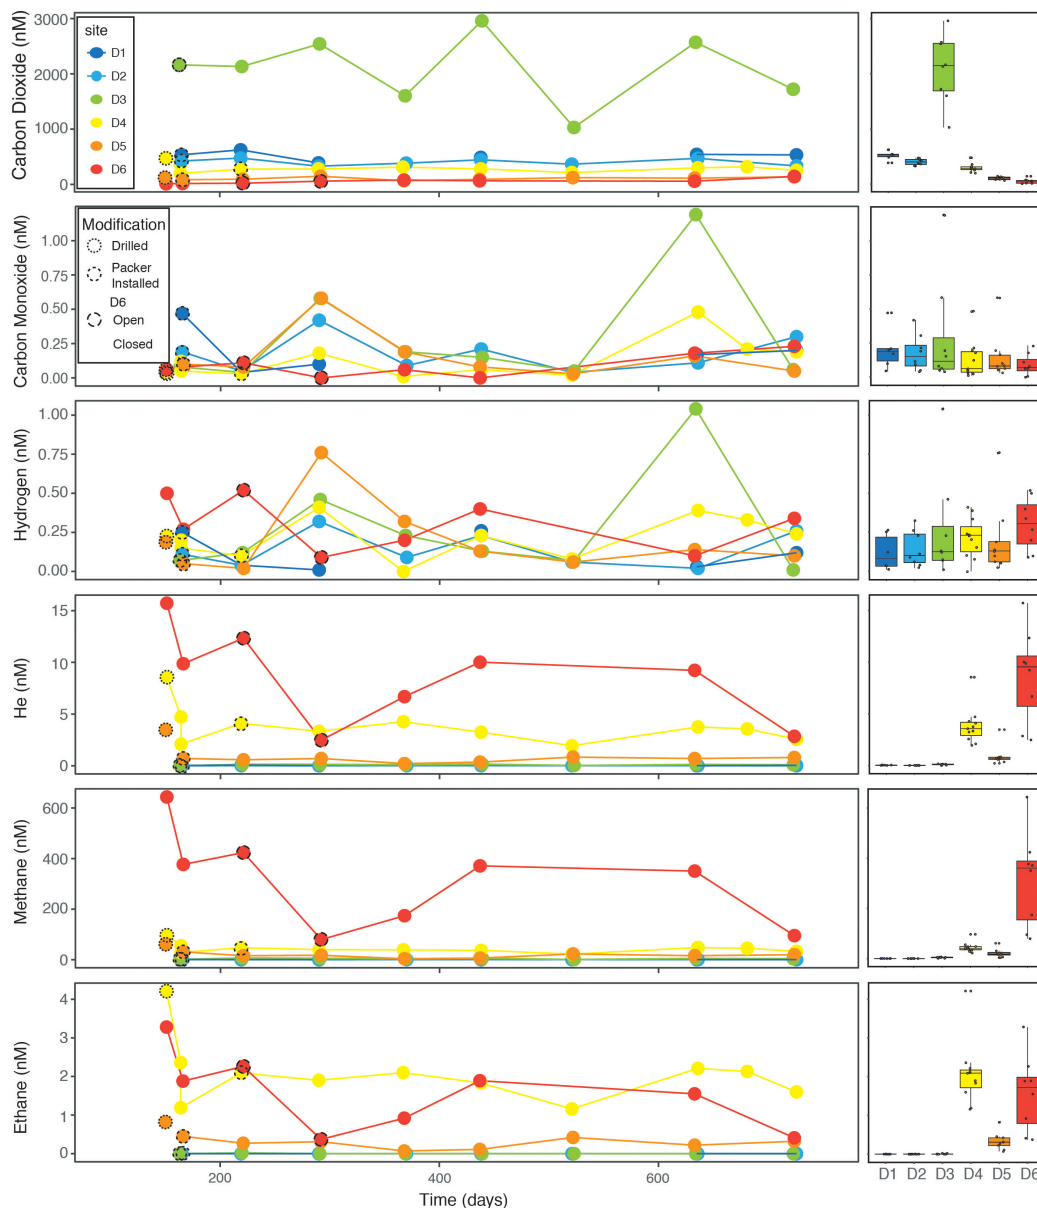 Carbon Dioxide (nM)
3000
2000
1000
0
site
D1
D2
D3
D4
D5
D6
Carbon Monoxide (nM)
1.00
0.75
0.50
0.25
0.00
Modification
Drilled
Packer
Installed
D6
Open
Closed
Hydrogen (nM)
1.00
0.75
0.50
0.25
0.00
He (nM)
15
10
5
0
Methane (nM)
600
400
200
0
Ethane (nM)
4
3
2
1
0
200
400
600
Time (days)
D1
D2
D3
D4
D5
D6